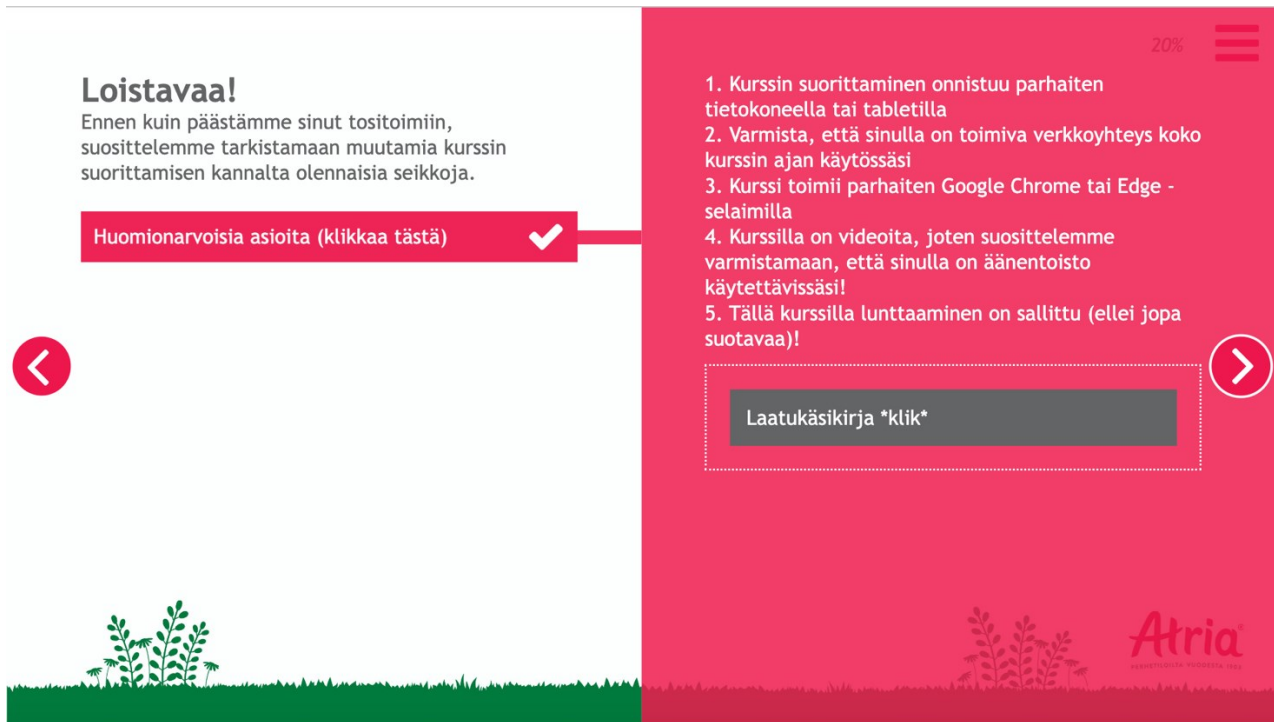 Loistavaa!
Ennen kuin päästämme sinut tositoimiin,
suosittelemme tarkistamaan muutamia kurssin
suorittamisen kannalta olennaisia seikkoja.
Huomionarvoisia asioita (klikkaa tästä)
20%
1. Kurssin suorittaminen onnistuu parhaiten
tietokoneella tai tabletilla
2. Varmista, että sinulla on toimiva verkkoyhteys koko
kurssin ajan käytössäsi
3. Kurssi toimii parhaiten Google Chrome tai Edge -
selaimilla
4. Kurssilla on videoita, joten suosittelemme
varmistamaan, että sinulla on äänentoisto
käytettävissäsi!
5. Tällä kurssilla lunttaaminen on sallittu (ellei jopa
suotavaa)!
Laatukäsikirja *klik*
Atria
PERHETILOILTA VUODESTA 1903